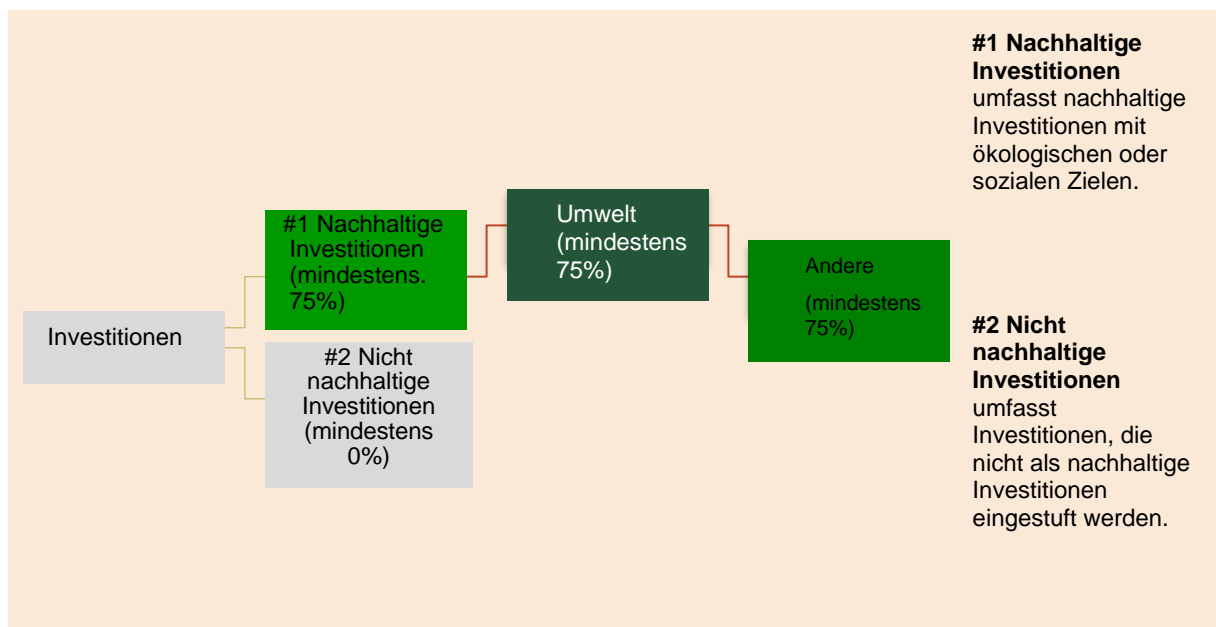 Investitionen
#1 Nachhaltige
Investitionen
(mindestens.
75%)
#2 Nicht
nachhaltige
Investitionen
(mindestens
0%)
Umwelt
(mindestens
75%)
Andere
(mindestens
75%)
#1 Nachhaltige
Investitionen
umfasst nachhaltige
Investitionen mit
ökologischen oder
sozialen Zielen.
#2 Nicht
nachhaltige
Investitionen
umfasst
Investitionen, die
nicht als nachhaltige
Investitionen
eingestuft werden.